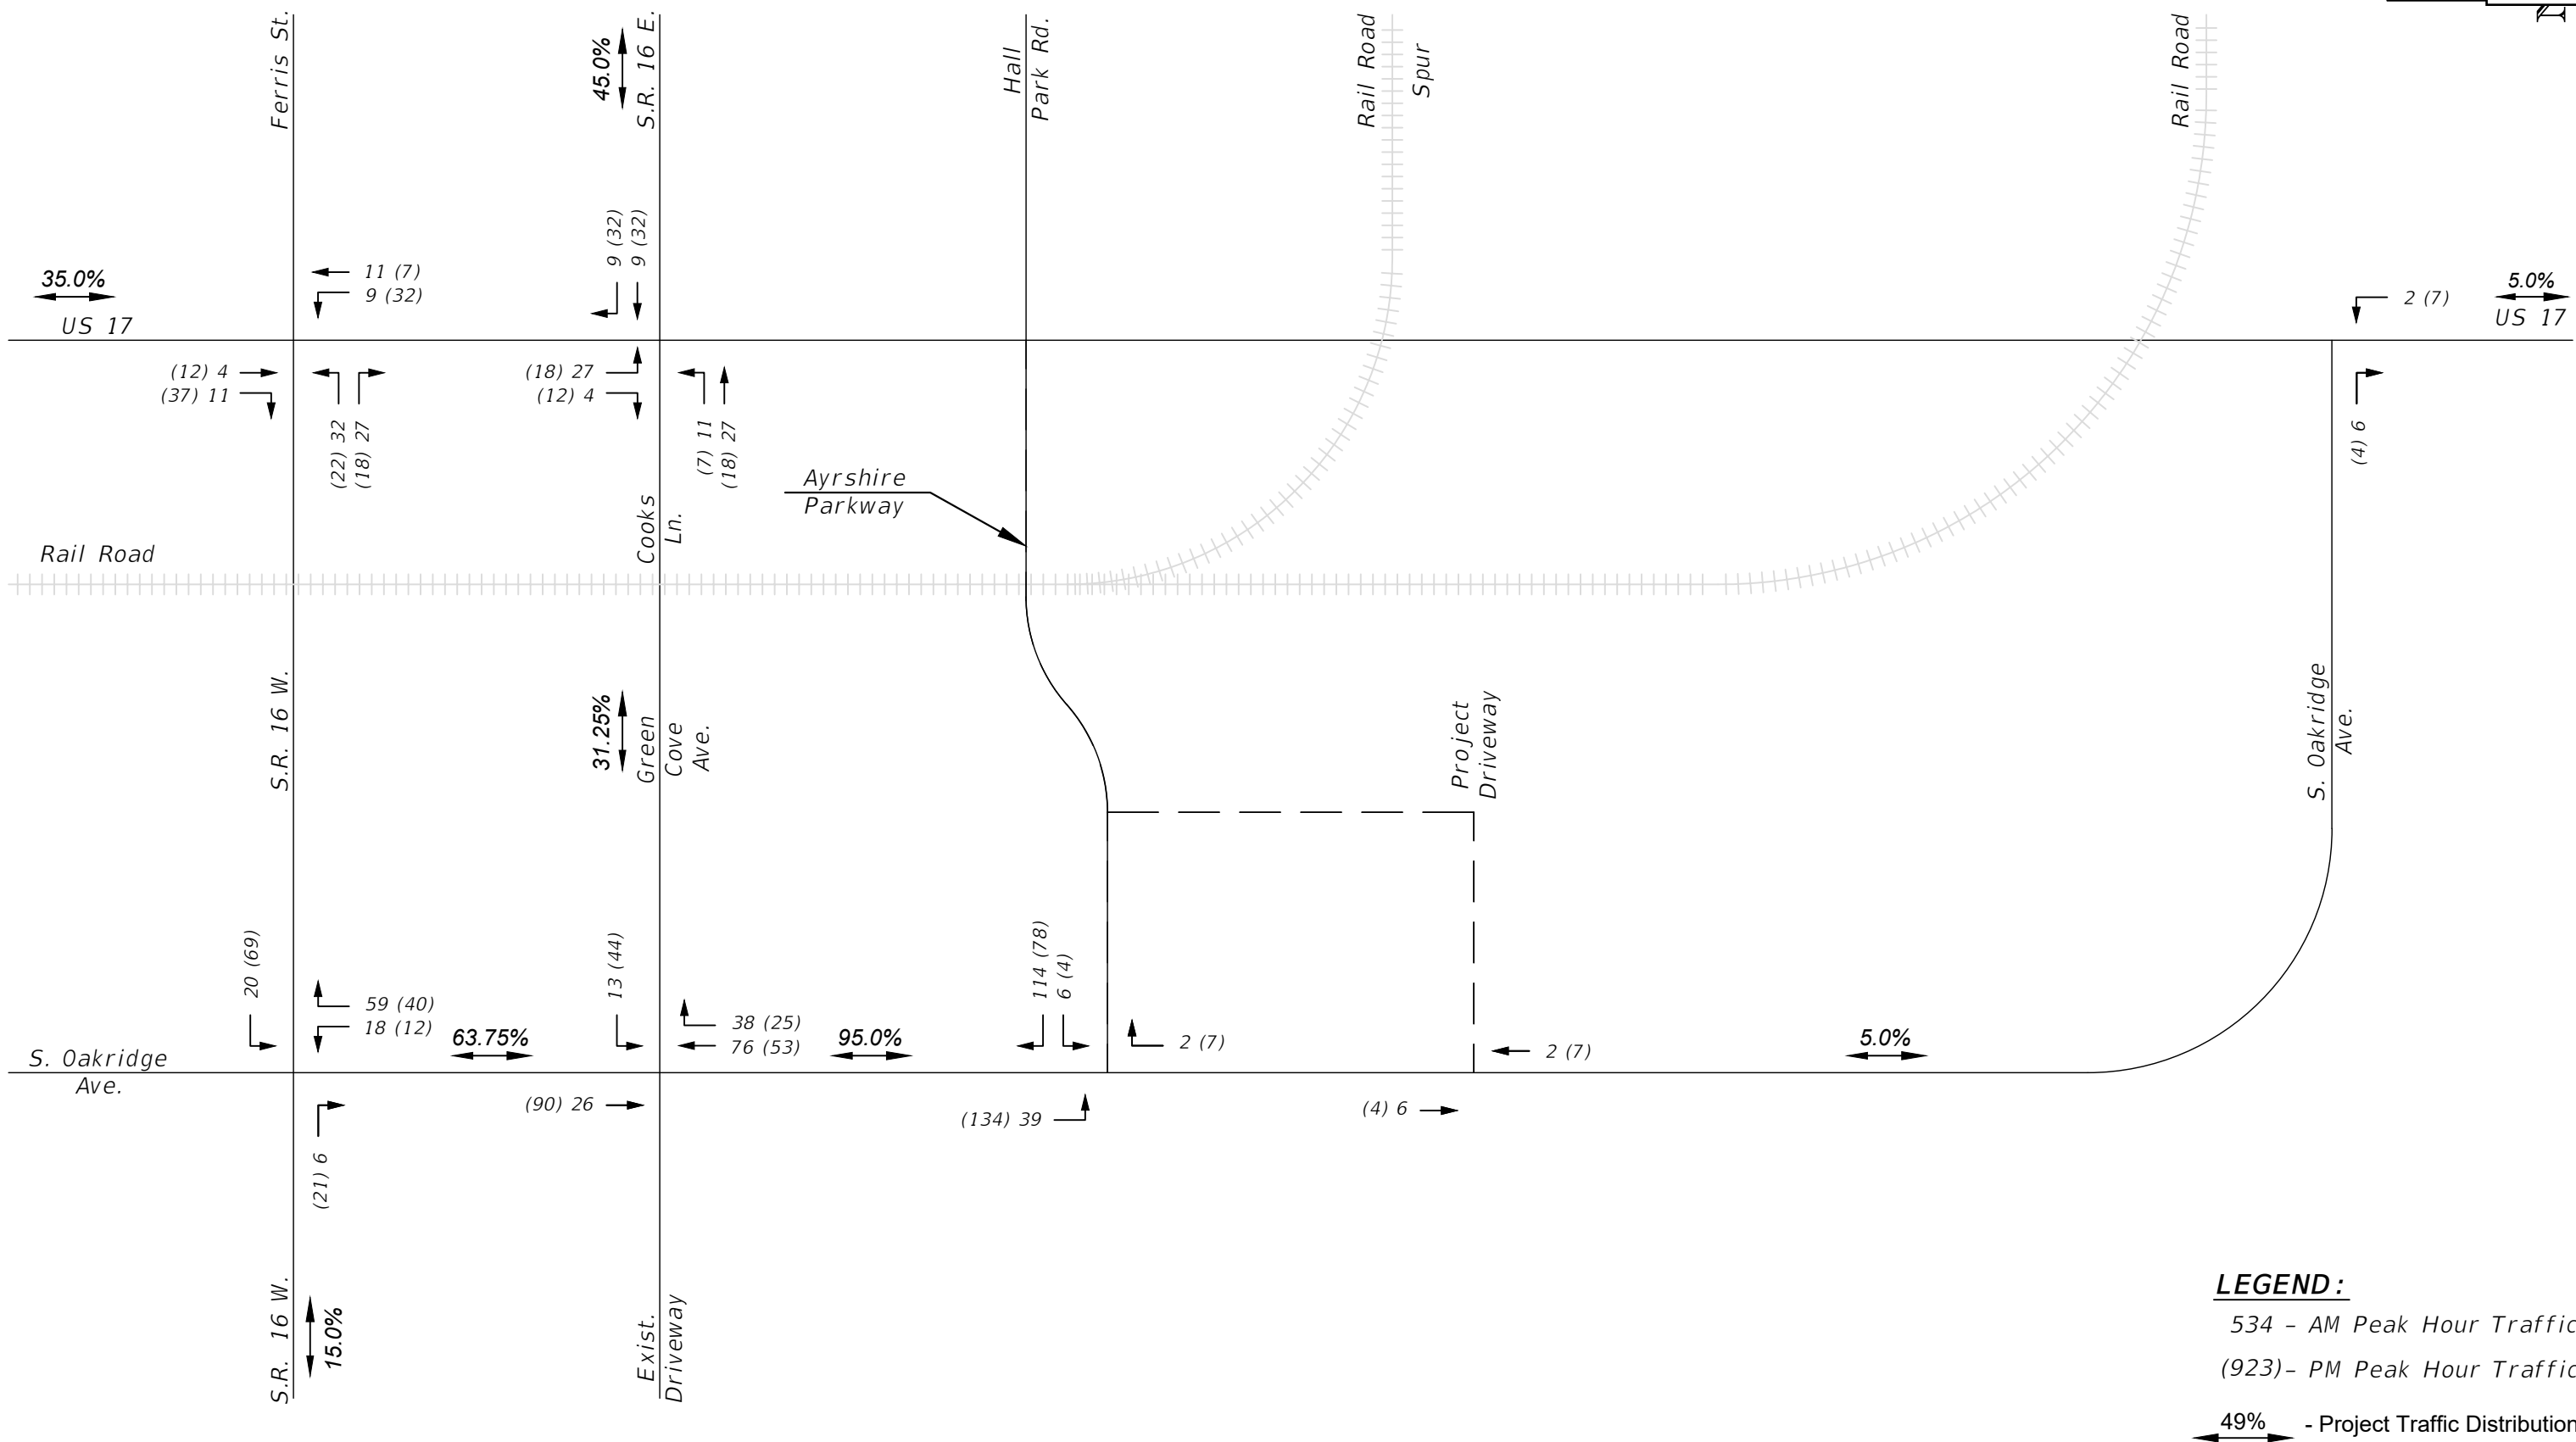 Ferris St.
45.0%
S.R. 16 E.
Hall
Park Rd.
Rail Road
Spur
Rail Road
9 (32)
9 (32)
35.0%
US 17
11 (7)
9 (32)
2 (7)
5.0%
US 17
(12) 4
(37) 11
(22) 32
(18) 27
(18) 27
(12) 4
(7) 11
(18) 27
(4) 6
Ayrshire
Parkway
Cooks
Ln.
Rail Road
S.R. 16 W.
31.25%
Green
Cove
Ave.
Project
Driveway
S. Oakridge
Ave.
20 (69)
59 (40)
18 (12)
63.75%
13 (44)
38 (25)
76 (53)
95.0%
114 (78)
6 (4)
2 (7)
2 (7)
5.0%
S. Oakridge
Ave.
(90) 26
(134) 39
(4) 6
(21) 6
S.R. 16 W.
15.0%
Exist.
Driveway
LEGEND:
534 - AM Peak Hour Traffic
(923)- PM Peak Hour Traffic
49% - Project Traffic Distribution